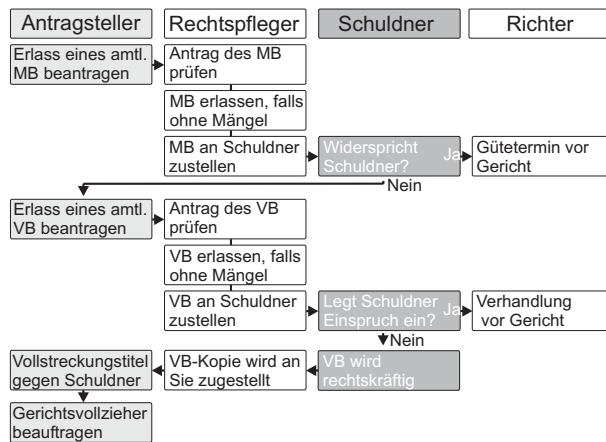 Antragsteller
Rechtspfleger
Schuldner
Richter
Erlass eines amtl.
MB beantragen
Antrag des MB
prüfen
MB erlassen, falls
ohne Mängel
MB an Schuldner
zustellen
Widerspricht
Schuldner?
Ja
Gütetermin vor
Gericht
Nein
Erlass eines amtl.
VB beantragen
Antrag des VB
prüfen
VB erlassen, falls
ohne Mängel
VB an Schuldner
zustellen
Legt Schuldner
Einspruch ein?
Ja
Verhandlung
vor Gericht
Nein
VB wird
rechtskräftig
VB-Kopie wird an
Sie zugestellt
Vollstreckungstitel
gegen Schuldner
Gerichtsvollzieher
beauftragen